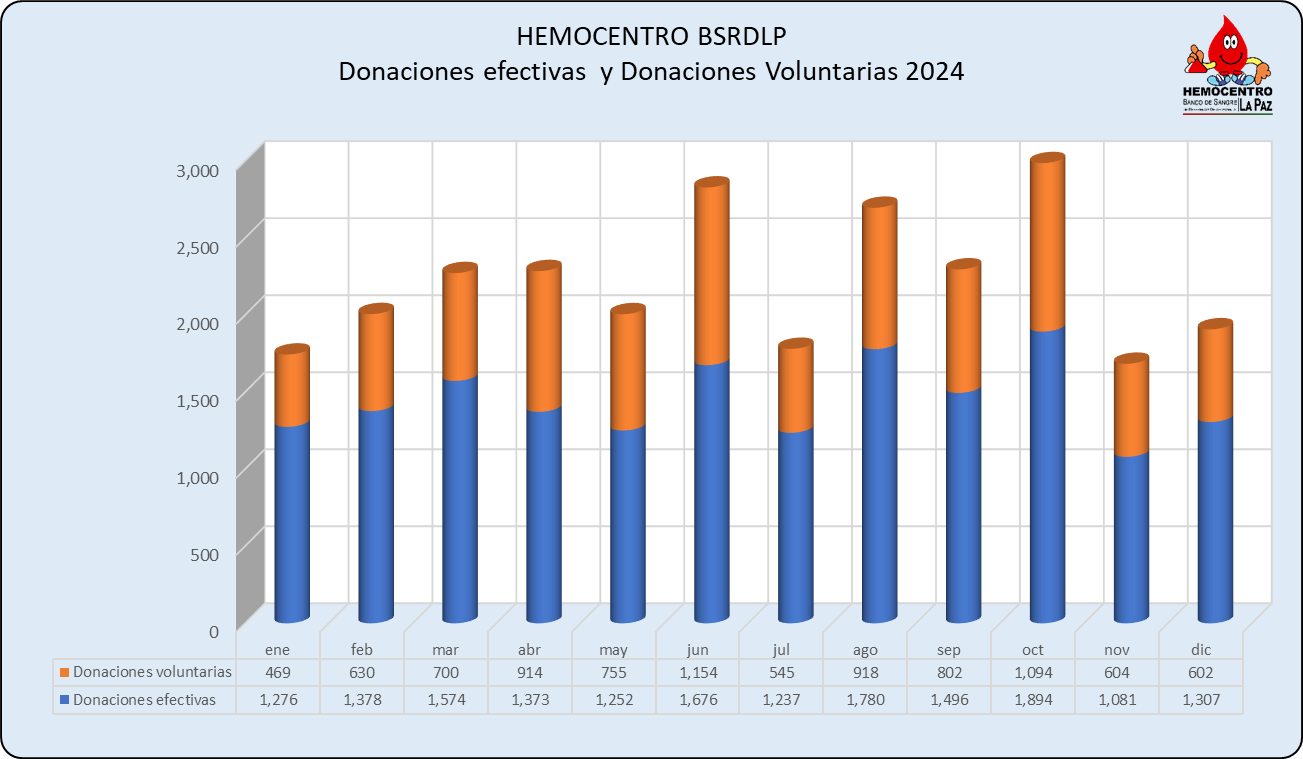 HEMOCENTRO BSRDLP
Donaciones efectivas y Donaciones Voluntarias 2024
HEMOCENTRO
BANCO DE SANGRE LA PAZ
3,000
2,500
2,000
1,500
1,000
500
0
ene feb mar abr may jun jul ago sep oct nov dic
Donaciones voluntarias 469 630 700 914 755 1,154 545 918 802 1,094 604 602
Donaciones efectivas 1,276 1,378 1,574 1,373 1,252 1,676 1,237 1,780 1,496 1,894 1,081 1,307